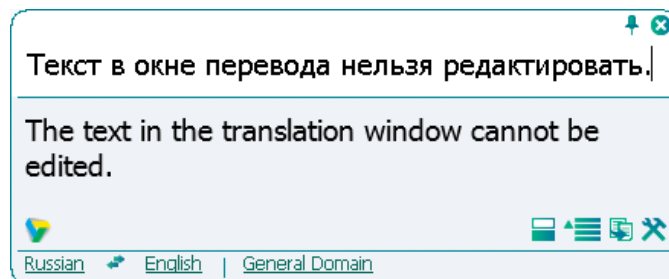 Текст в окне перевода нельзя редактировать.
The text in the translation window cannot be
edited.
Russian English | General Domain